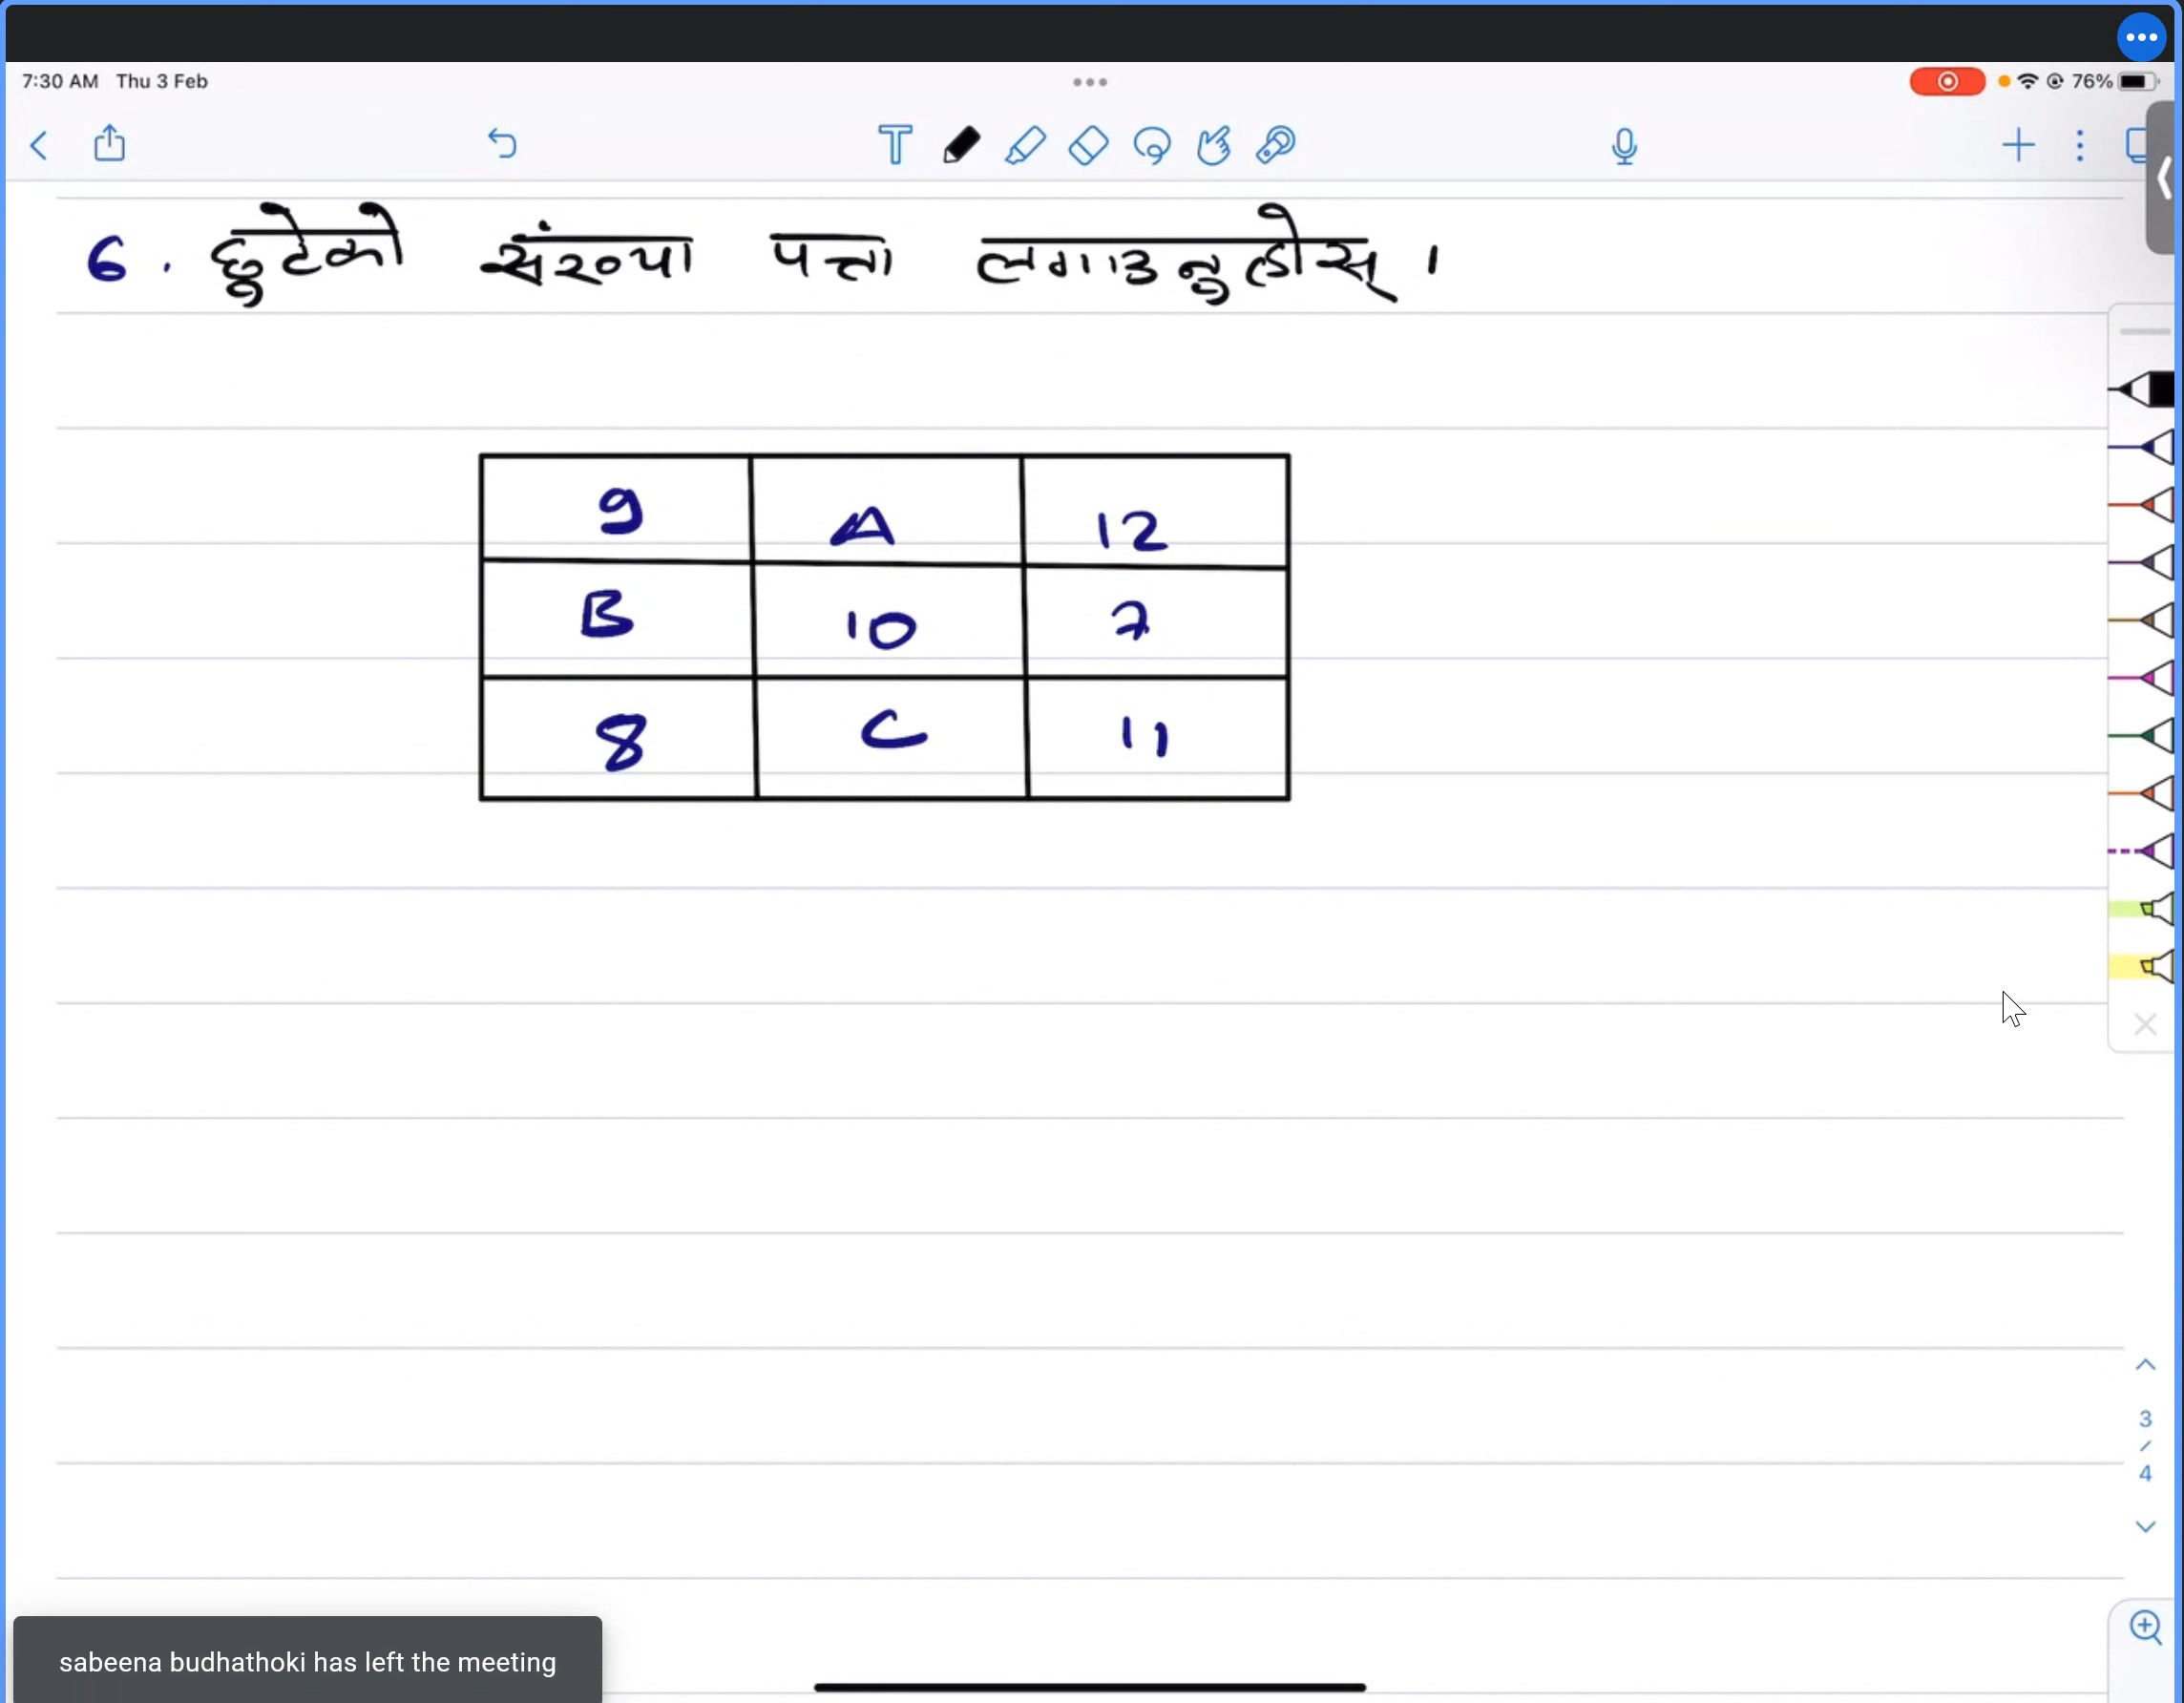 7:30 AM Thu 3 Feb
76%
T
6. छुटेको संख्या पत्ता लगाउनुहोस् ।
9 A 12
B 10 7
8 C 11
3
/
4
sabeena budhathoki has left the meeting